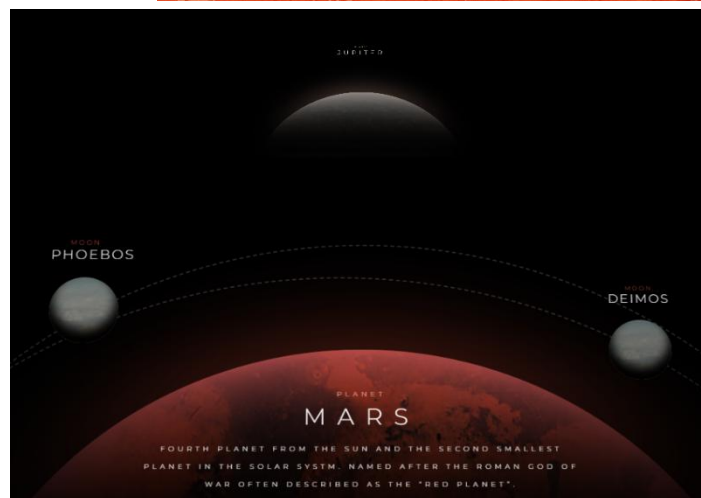 JUPITER
MOON
PHOEBOS
MOON
DEIMOS
PLANET
MARS
FOURTH PLANET FROM THE SUN AND THE SECOND SMALLEST
PLANET IN THE SOLAR SYSTM. NAMED AFTER THE ROMAN GOD OF
WAR OFTEN DESCRIBED AS THE "RED PLANET".